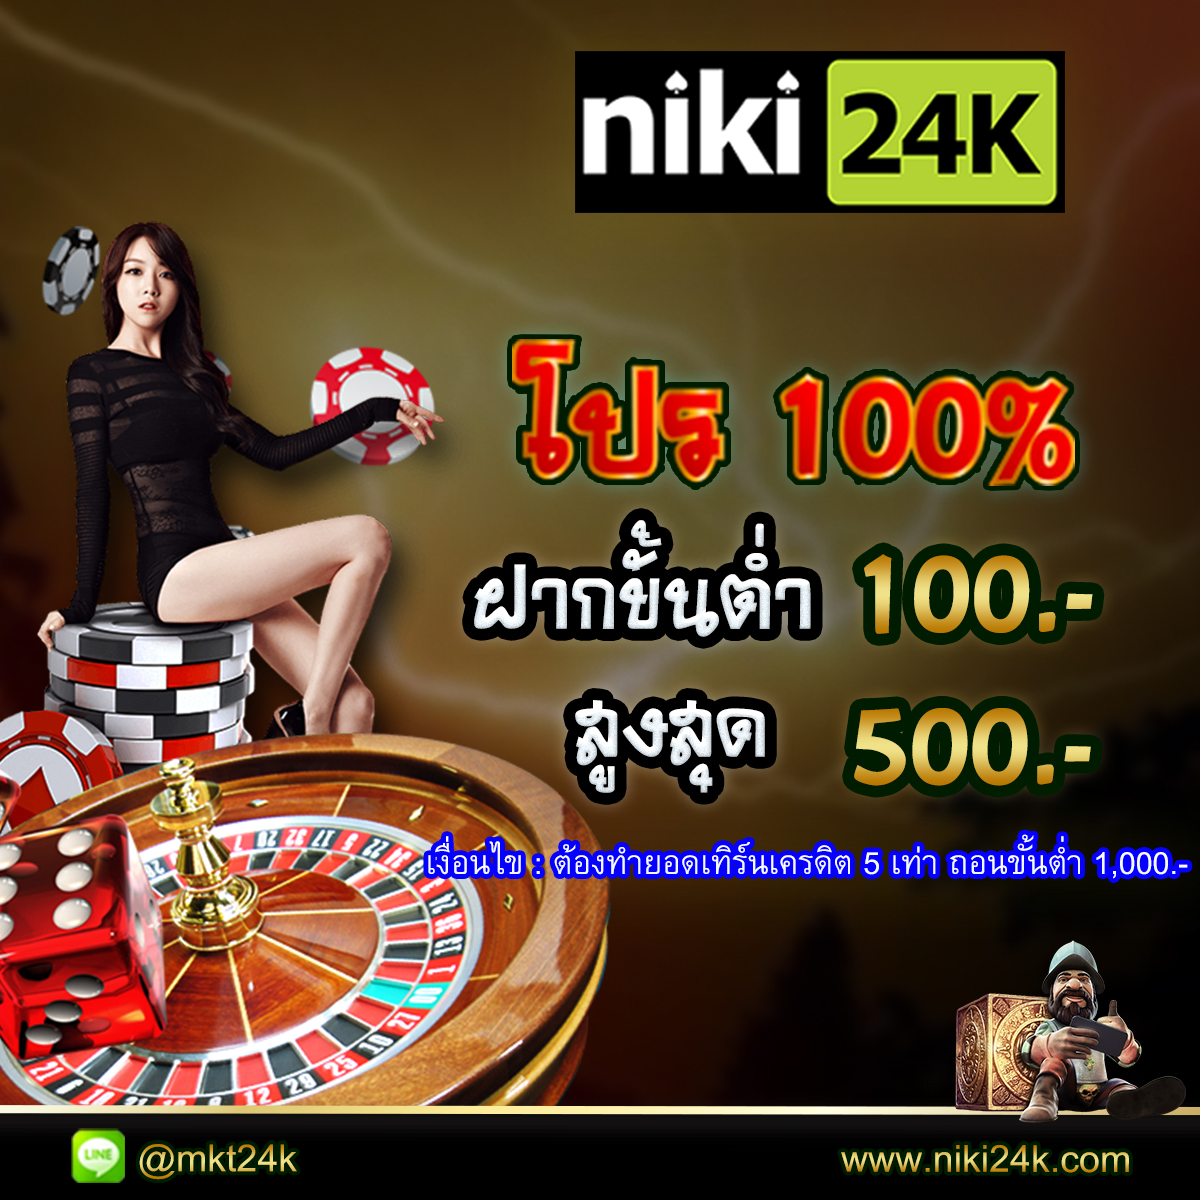 niki 24K
โปร 100%
ฝากขั้นต่ำ 100.-
สูงสุด 500.-
เงื่อนไข : ต้องทำยอดเทิร์นเครดิต 5 เท่า ถอนขั้นต่ำ 1,000.-
LINE @mkt24k
www.niki24k.com